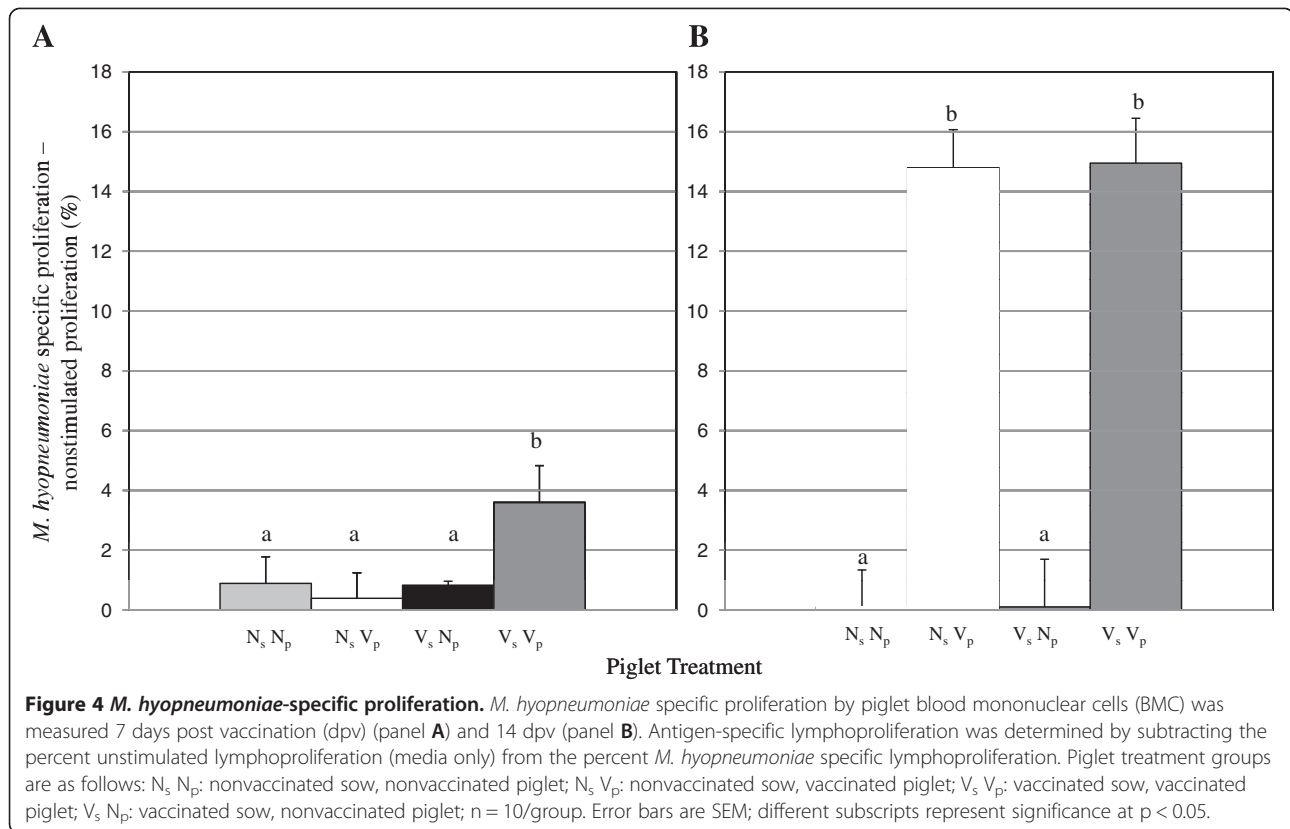 A
B
M. hyopneumoniae specific proliferation –
nonstimulated proliferation (%)
18
16
14
12
10
8
6
4
2
0
a
a
a
b
Ns Np
Ns Vp
Vs Np
Vs Vp
18
16
14
12
10
8
6
4
2
0
a
b
a
b
Ns Np
Ns Vp
Vs Np
Vs Vp
Piglet Treatment
Figure 4 M. hyopneumoniae-specific proliferation. M. hyopneumoniae specific proliferation by piglet blood mononuclear cells (BMC) was
measured 7 days post vaccination (dpv) (panel A) and 14 dpv (panel B). Antigen-specific lymphoproliferation was determined by subtracting the
percent unstimulated lymphoproliferation (media only) from the percent M. hyopneumoniae specific lymphoproliferation. Piglet treatment groups
are as follows: Ns Np: nonvaccinated sow, nonvaccinated piglet; Ns Vp: nonvaccinated sow, vaccinated piglet; Vs Vp: vaccinated sow, vaccinated
piglet; Vs Np: vaccinated sow, nonvaccinated piglet; n = 10/group. Error bars are SEM; different subscripts represent significance at p < 0.05.